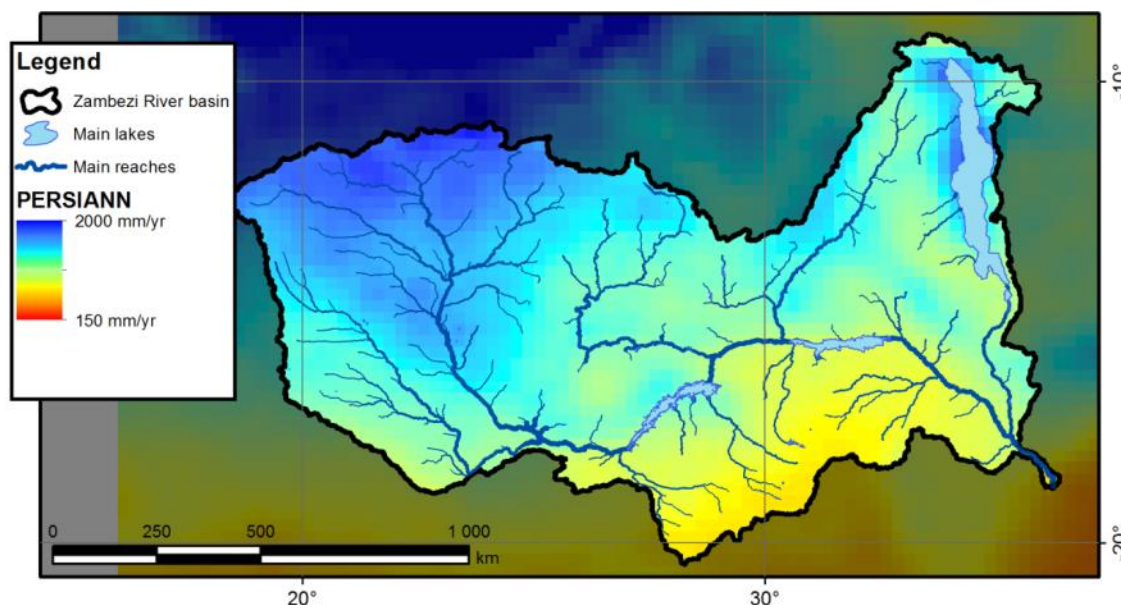 Legend
Zambezi River basin
Main lakes
Main reaches
PERSIANN
2000 mm/yr
150 mm/yr
-10°
-20°
0 250 500 1 000
km
20° 30°